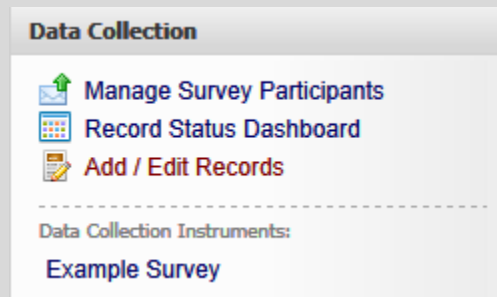 Data Collection
Manage Survey Participants
Record Status Dashboard
Add / Edit Records
Data Collection Instruments:
Example Survey